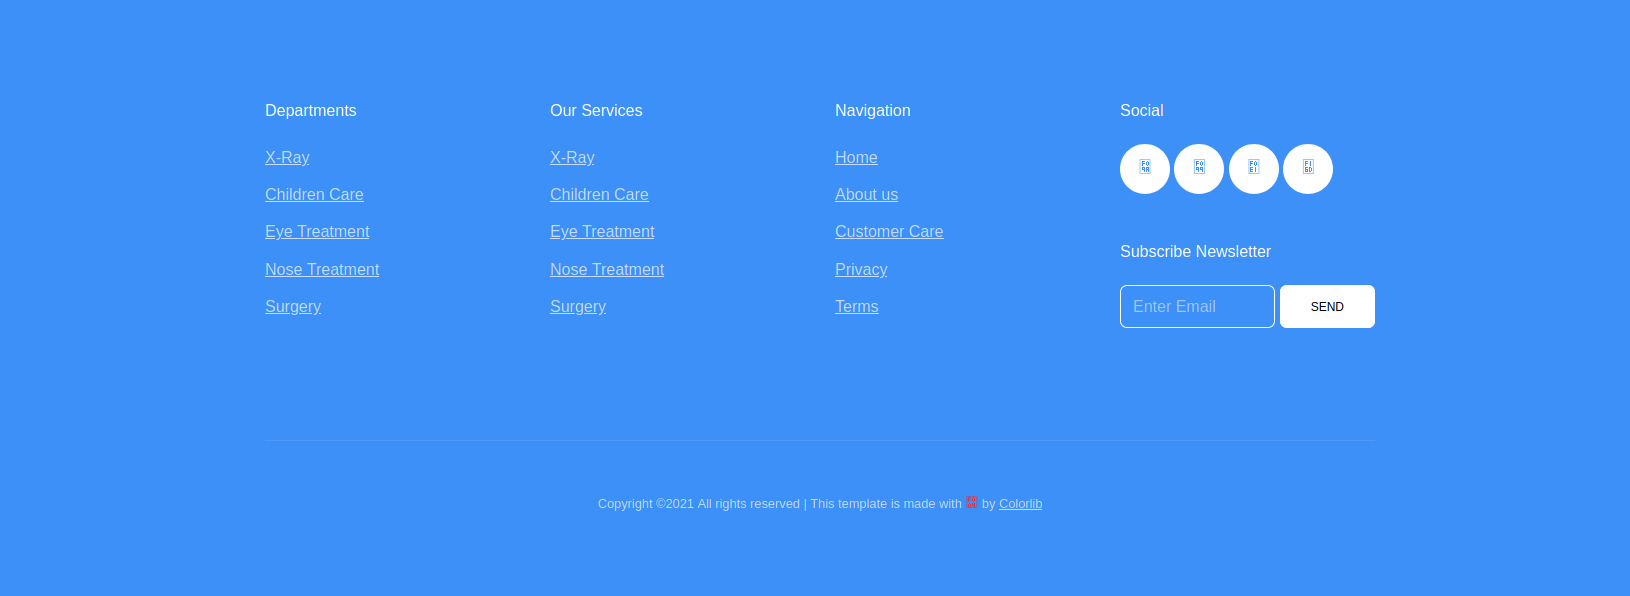 Departments
X-Ray
Children Care
Eye Treatment
Nose Treatment
Surgery
Our Services
X-Ray
Children Care
Eye Treatment
Nose Treatment
Surgery
Navigation
Home
About us
Customer Care
Privacy
Terms
Social
Subscribe Newsletter
Enter Email
SEND
Copyright ©2021 All rights reserved | This template is made with by Colorlib